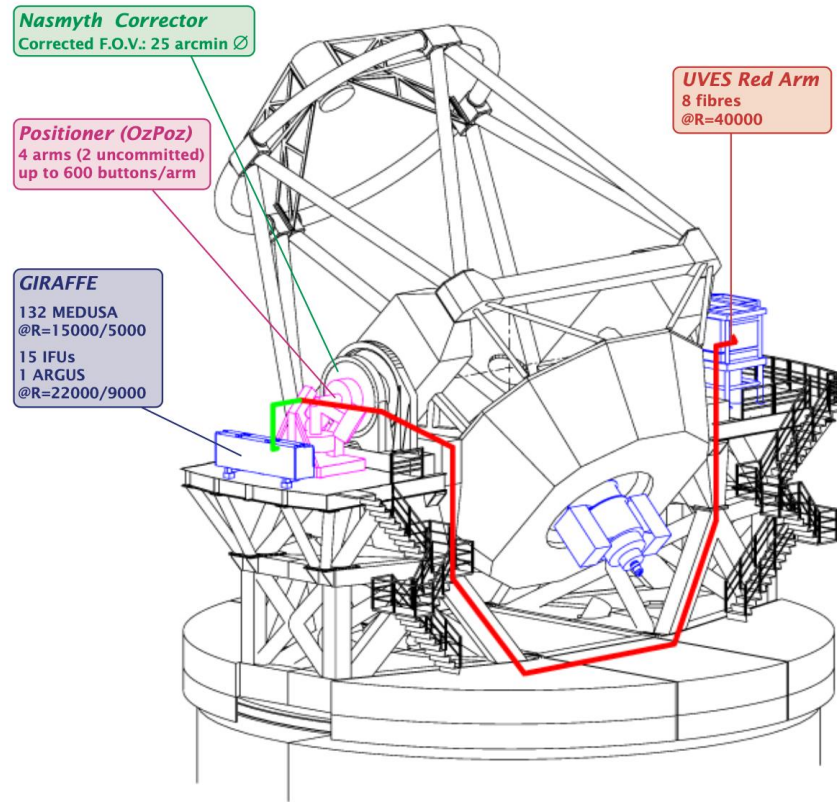 Nasmyth Corrector
Corrected F.O.V.: 25 arcmin ∅
Positioner (OzPoz)
4 arms (2 uncommitted)
up to 600 buttons/arm
GIRAFFE
132 MEDUSA
@R=15000/5000
15 IFUs
1 ARGUS
@R=22000/9000
UVES Red Arm
8 fibres
@R=40000